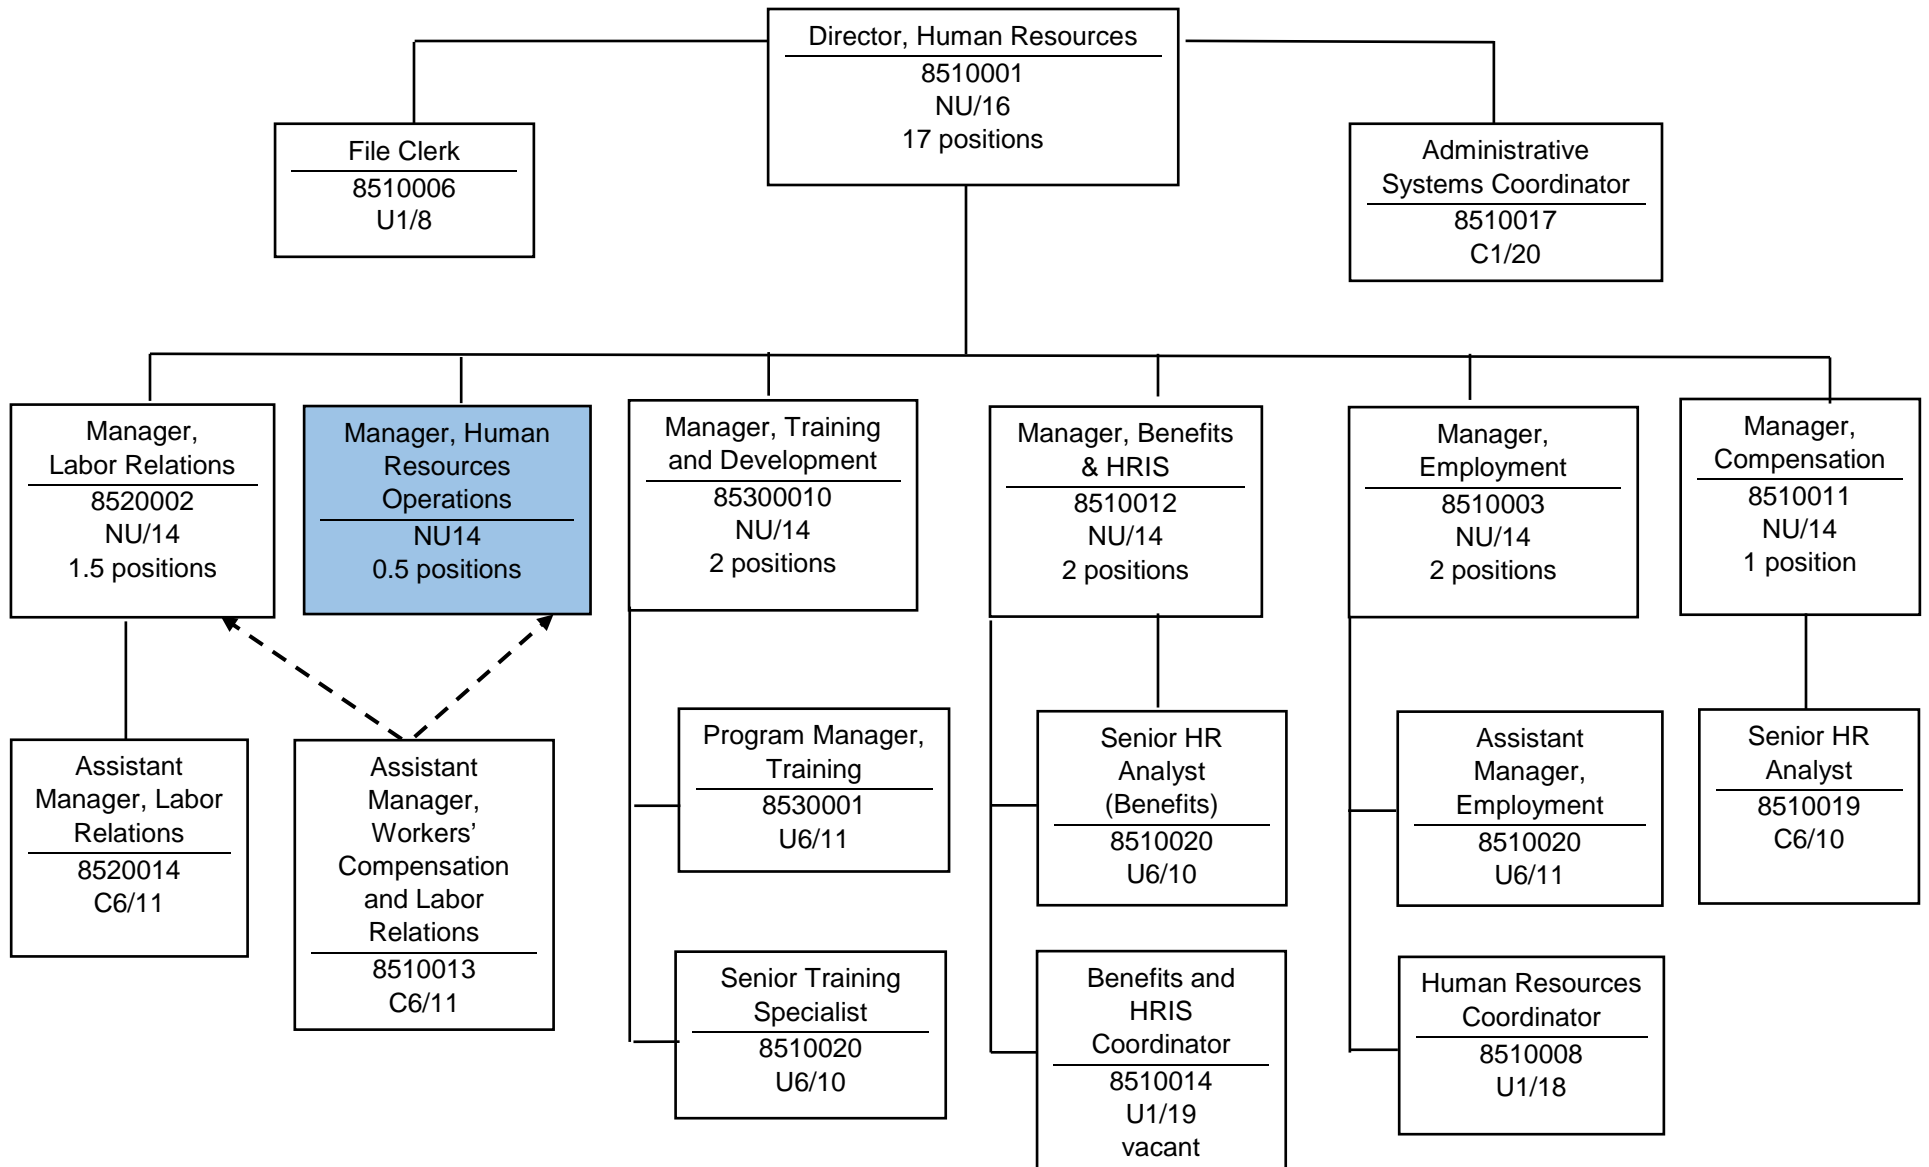 Director, Human Resources
8510001
NU/16
17 positions
File Clerk
8510006
U1/8
Administrative
Systems Coordinator
8510017
C1/20
Manager,
Labor Relations
8520002
NU/14
1.5 positions
Manager, Human
Resources
Operations
NU14
0.5 positions
Manager, Training
and Development
85300010
NU/14
2 positions
Manager, Benefits
& HRIS
8510012
NU/14
2 positions
Manager,
Employment
8510003
NU/14
2 positions
Manager,
Compensation
8510011
NU/14
1 position
Assistant
Manager, Labor
Relations
8520014
C6/11
Assistant
Manager,
Workers’
Compensation
and Labor
Relations
8510013
C6/11
Program Manager,
Training
8530001
U6/11
Senior HR
Analyst
(Benefits)
8510020
U6/10
Assistant
Manager,
Employment
8510020
U6/11
Senior HR
Analyst
8510019
C6/10
Senior Training
Specialist
8510020
U6/10
Benefits and
HRIS
Coordinator
8510014
U1/19
vacant
Human Resources
Coordinator
8510008
U1/18